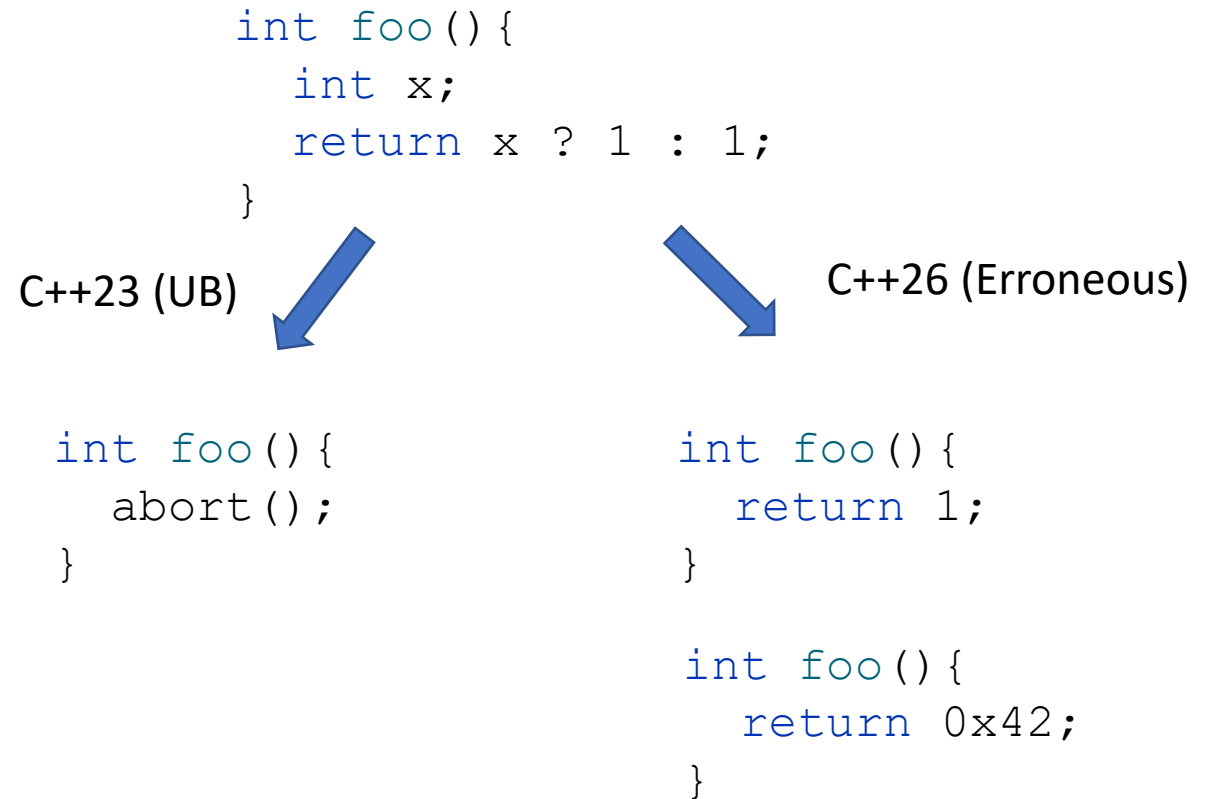 int foo(){
int x;
return x ? 1 : 1;
}
C++23 (UB)
C++26 (Erroneous)
int foo(){
abort();
}
int foo(){
return 1;
}
int foo(){
return 0x42;
}